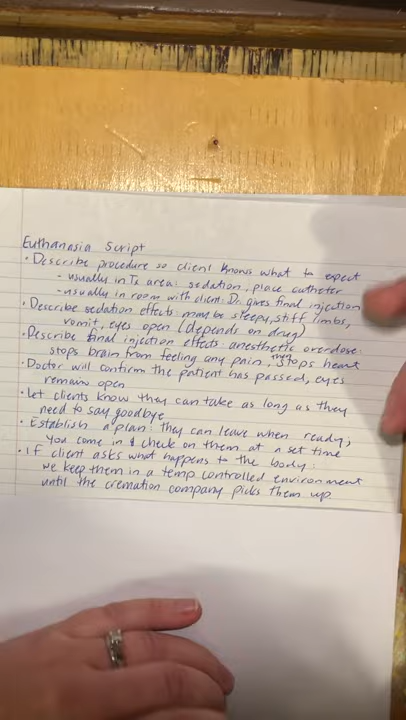 Euthanasia Script
• Describe procedure so client knows what to expect
- usually in Tx area: sedation, place catheter
- usually in room with client: Dr. gives final injection
• Describe sedation effects: may be sleepy, stiff limbs,
vomit, eyes open (depends on drug)
• Describe final injection effects: anesthetic overdose:
stops brain from feeling any pain, then stops heart
• Doctor will confirm the patient has passed, eyes
remain open
• Let clients know they can take as long as they
need to say goodbye
• Establish a plan: they can leave when ready,
you come in & check on them at a set time
• If client asks what happens to the body:
we keep them in a temp controlled environment
until the cremation company picks them up